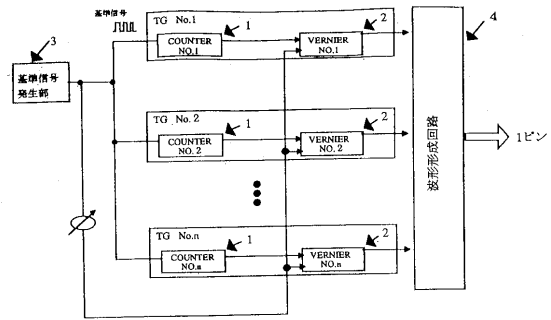 基準信号
TG No.1
COUNTER
NO.1
1
VERNIER
NO.1
2
4
3
基準信号
発生部
TG No.2
COUNTER
NO.2
1
VERNIER
NO.2
2
波形形成回路
1ピン
TG No.n
COUNTER
NO.n
1
VERNIER
NO.n
2